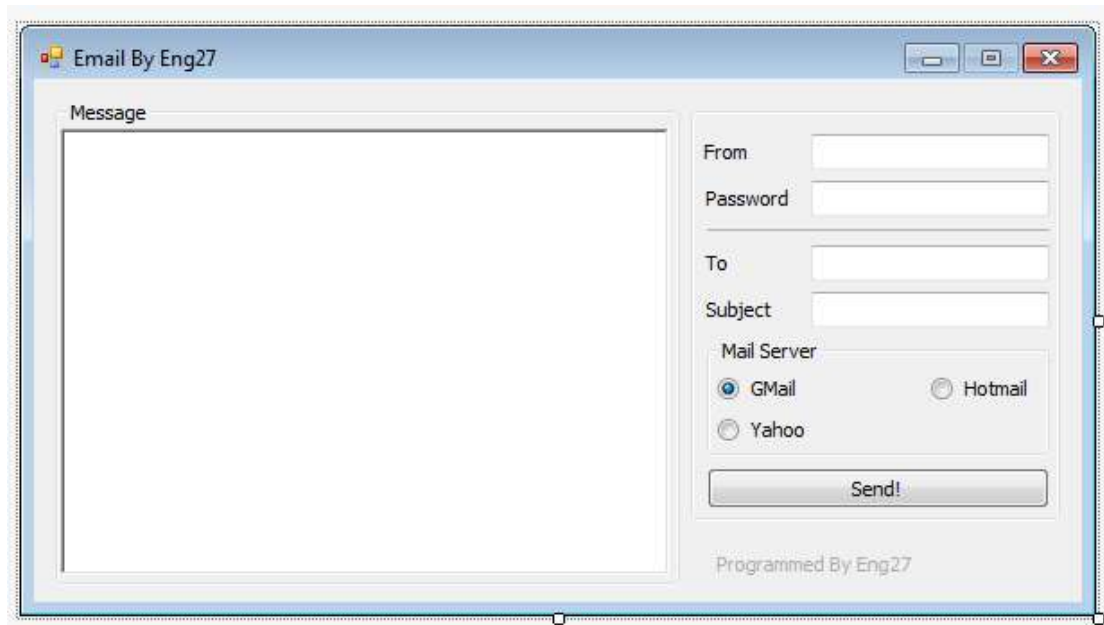 Email By Eng27
Message
From
Password
To
Subject
Mail Server
GMail Hotmail
Yahoo
Send!
Programmed By Eng27